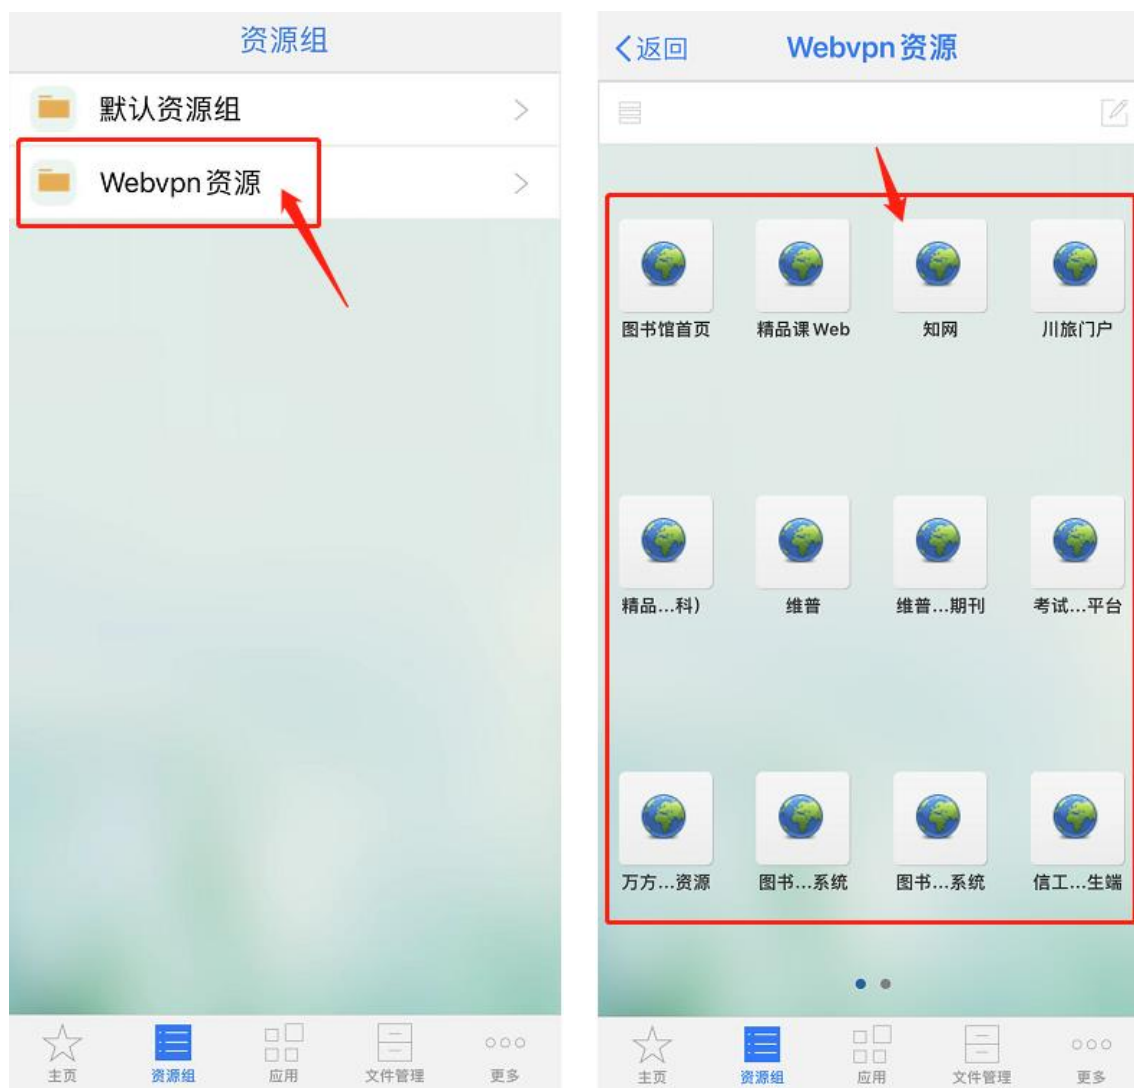 资源组
默认资源组
Webvpn资源
主页 资源组 应用 文件管理 更多
返回 Webvpn资源
图书馆首页 精品课Web 知网 川旅门户
精品...科） 维普 维普...期刊 考试...平台
万方...资源 图书...系统 图书...系统 信工...生端
主页 资源组 应用 文件管理 更多